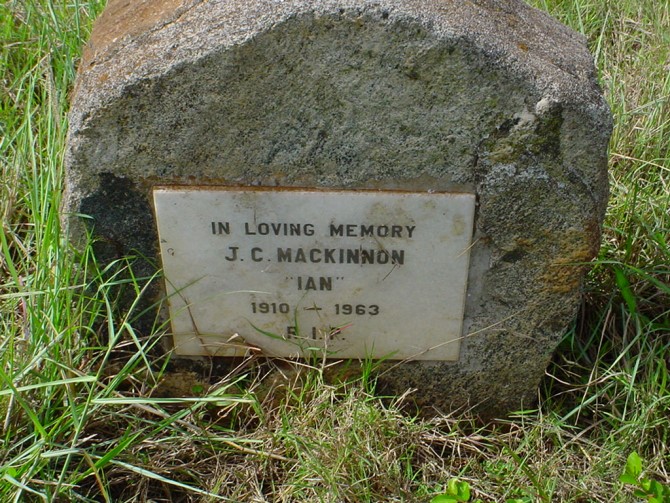 IN LOVING MEMORY
J. C. MACKINNON
"IAN"
1910 — 1963
R. I. P.